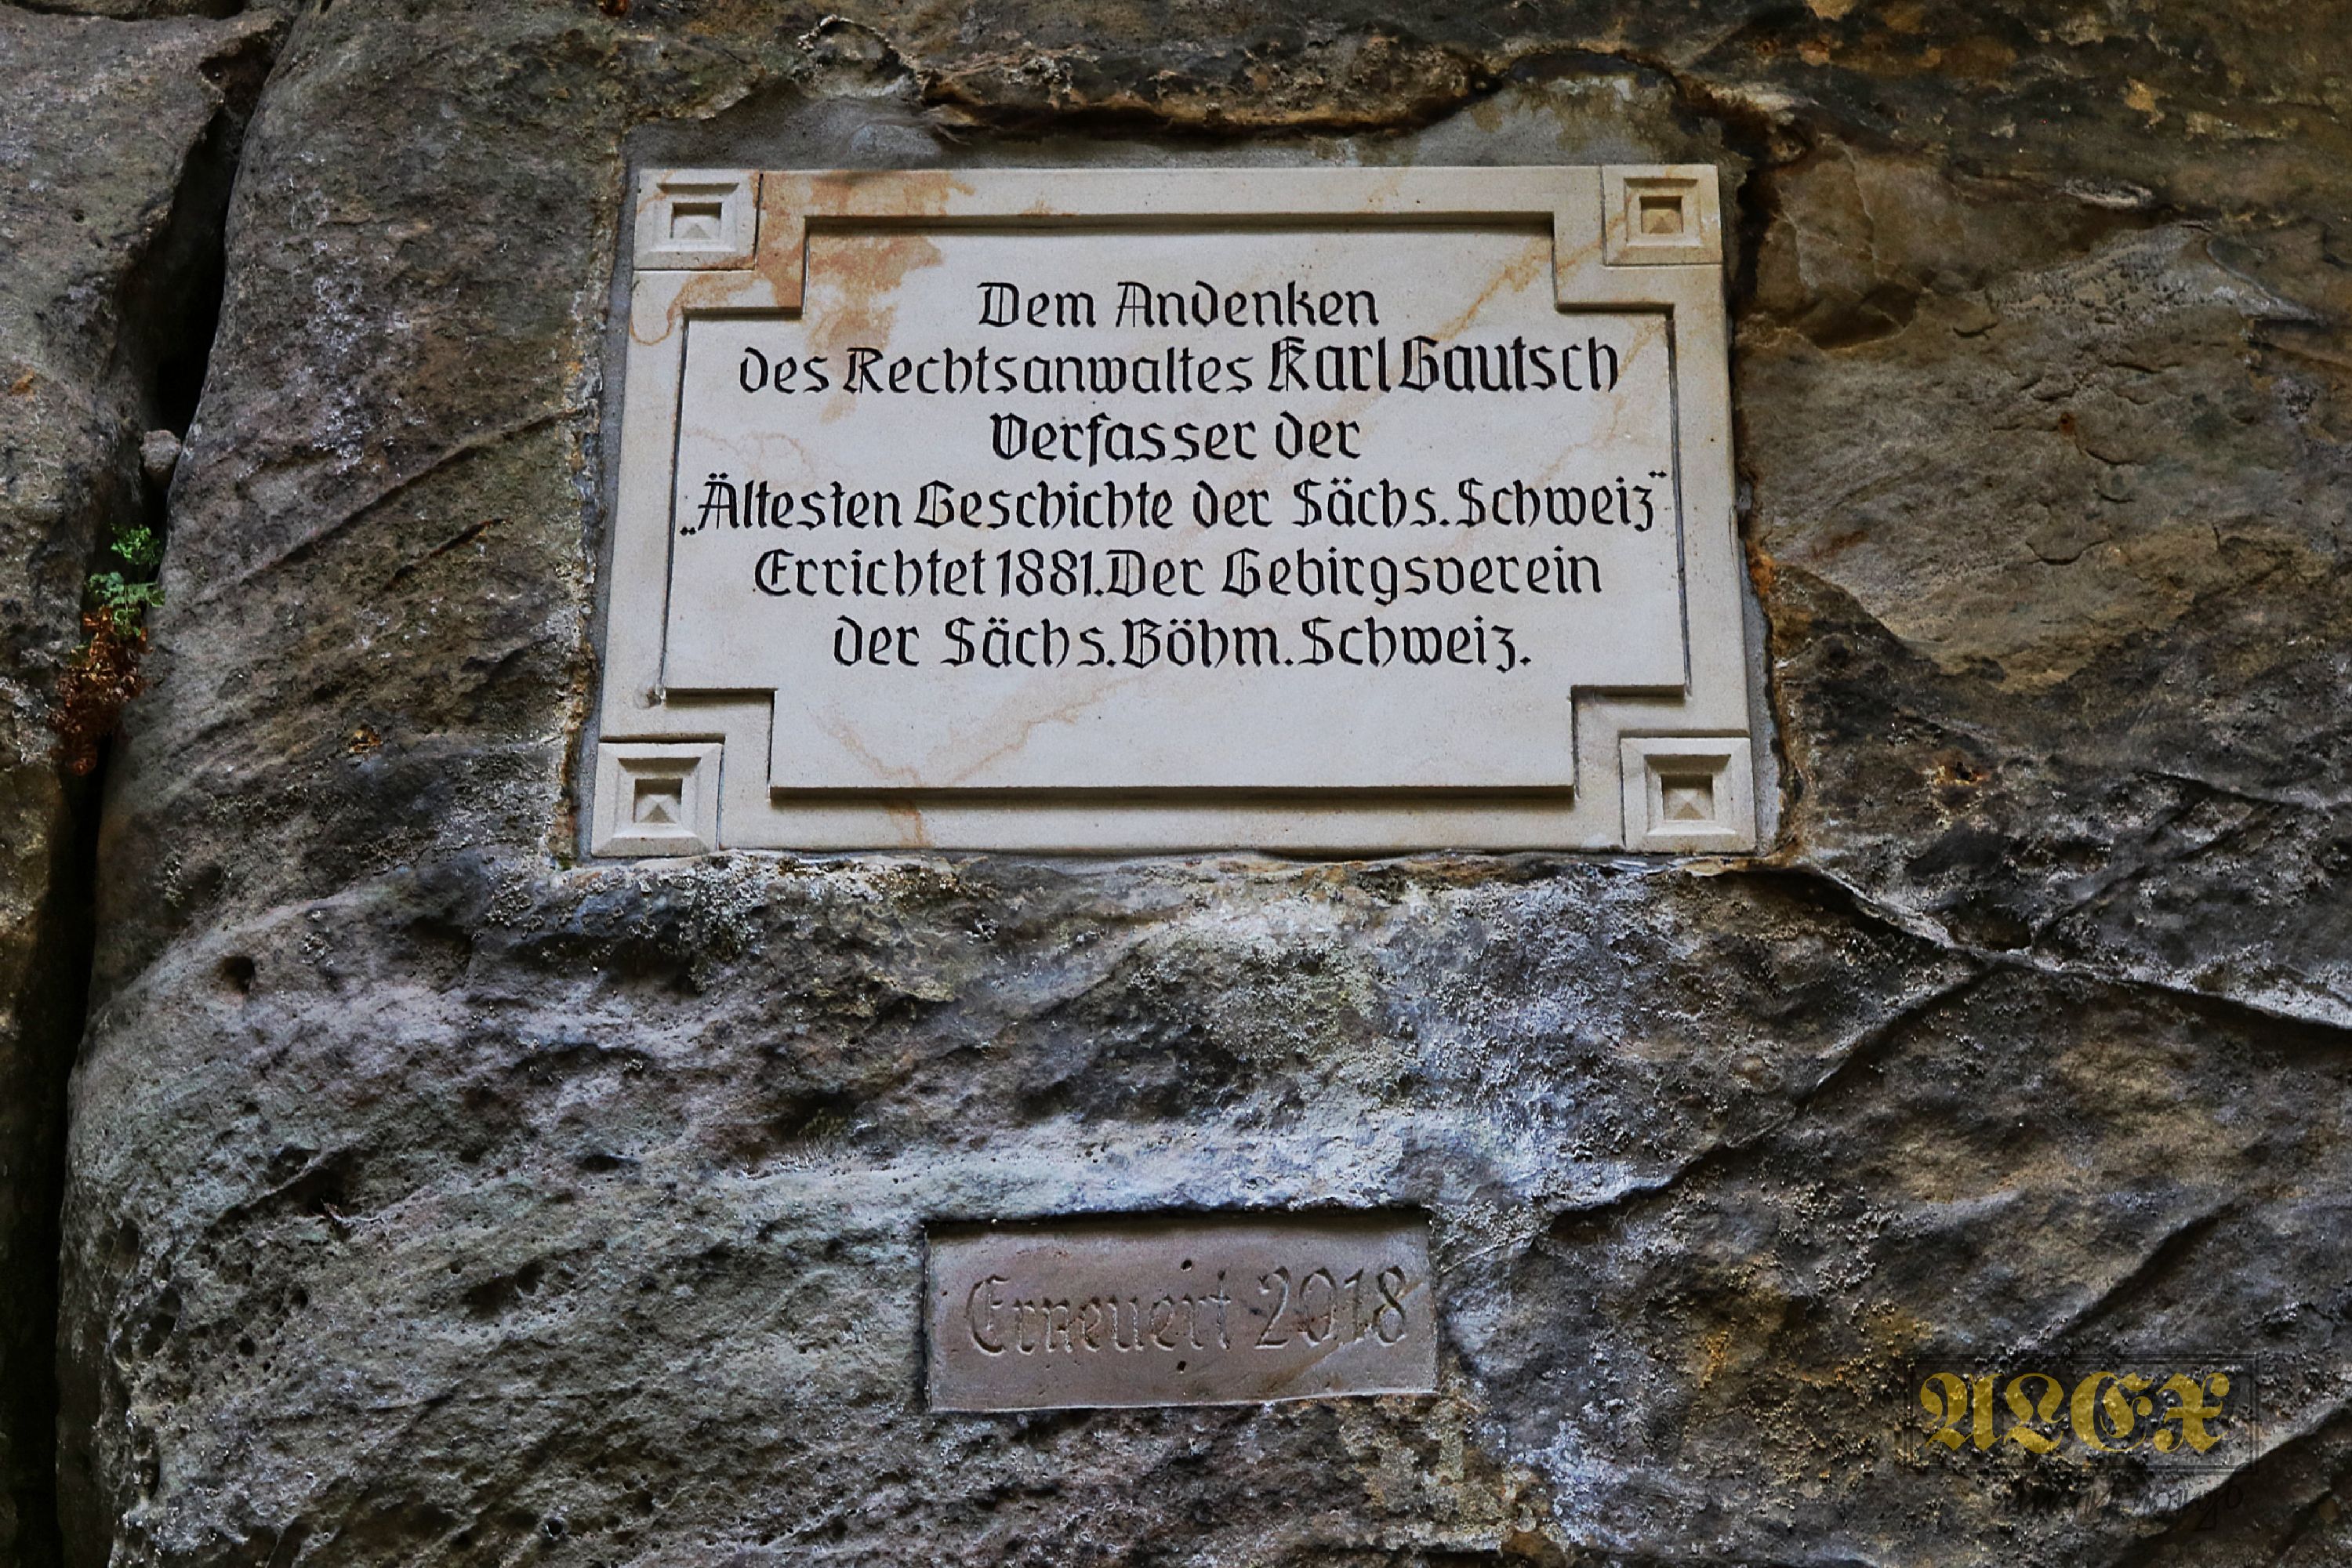 Dem Andenken
des Rechtsanwaltes Karl Gautsch
Verfasser der
„Ältesten Geschichte der Sächs. Schweiz“
Errichtet 1881. Der Gebirgsverein
der Sächs. Böhm. Schweiz.
Erneuert 2018
ALEX